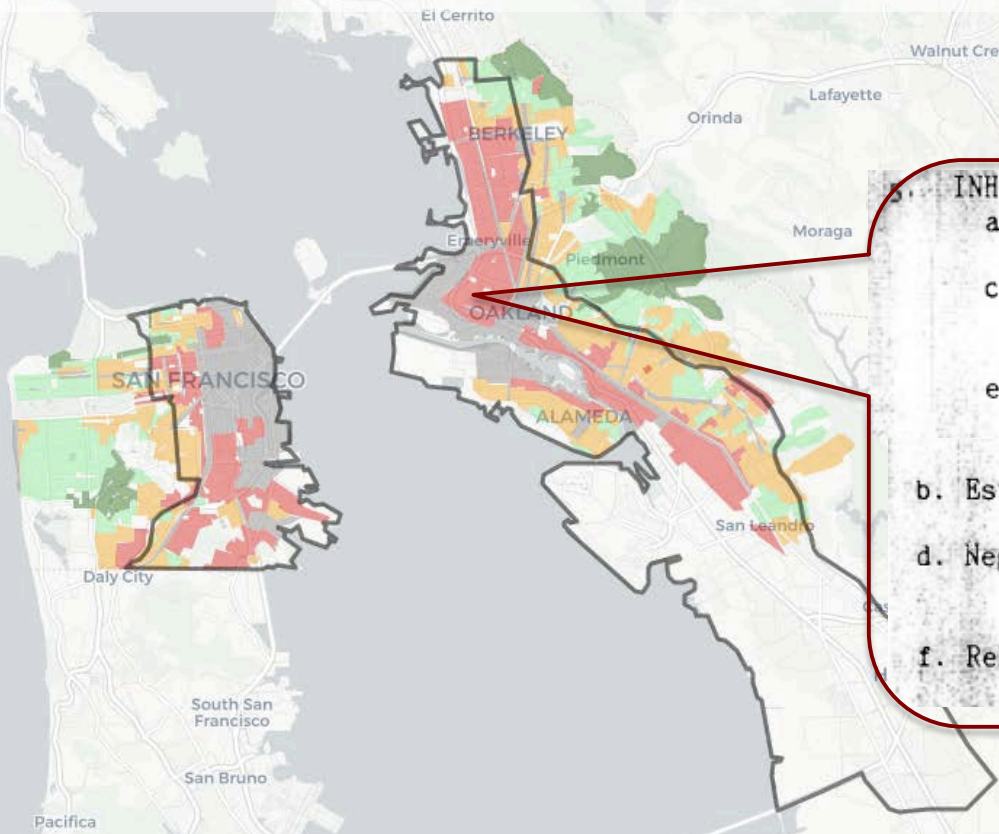 El Cerrito
Walnut Cre
Lafayette
Orinda
BERKELEY
Moraga
Emeryville
Piedmont
OAKLAND
SAN FRANCISCO
ALAMEDA
San Leandro
Daly City
South San
Francisco
San Bruno
Pacifica
INH
a
c
e
b. Es
d. Neg
f. Re